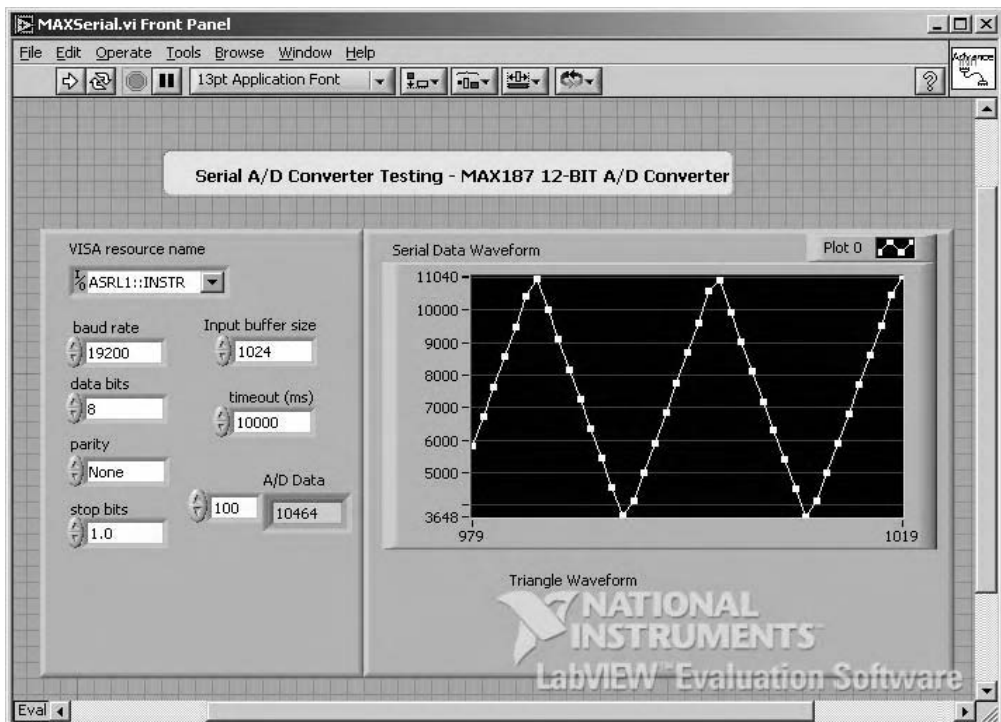 MAXSerial.vi Front Panel
File Edit Operate Tools Browse Window Help
13pt Application Font
?
Serial A/D Converter Testing - MAX187 12-BIT A/D Converter
VISA resource name
I/O ASRL1::INSTR
baud rate
19200
data bits
8
parity
None
stop bits
1.0
Input buffer size
1024
timeout (ms)
10000
A/D Data
100
10464
Serial Data Waveform
Plot 0
11040
10000
9000
8000
7000
6000
5000
3648
979
1019
Triangle Waveform
NATIONAL
INSTRUMENTS
LabVIEW™ Evaluation Software
Eval